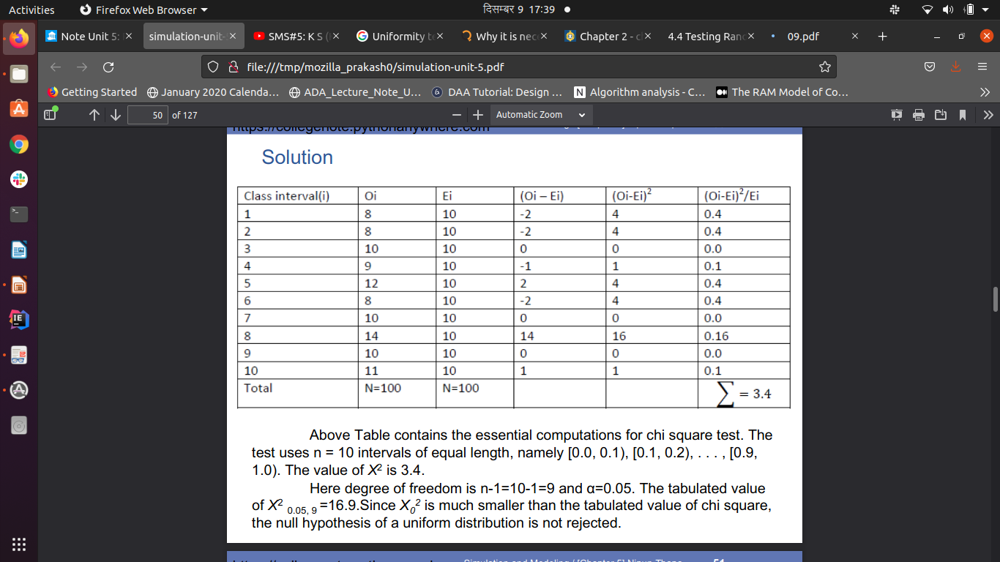 Activities Firefox Web Browser दिसम्बर 9 17:39
Note Unit 5: simulation-unit- SMS#5: K S ( Uniformity te Why it is nec Chapter 2 - c 4.4 Testing Ran 09.pdf
file:///tmp/mozilla_prakash0/simulation-unit-5.pdf
Getting Started January 2020 Calenda... ADA_Lecture_Note_U... DAA Tutorial: Design ... N Algorithm analysis - C... The RAM Model of Co...
50 of 127 Automatic Zoom
https://collegenote.pythonanywhere.com
Solution
Class interval(i) Oi Ei (Oi – Ei) (Oi-Ei)² (Oi-Ei)²/Ei
1 8 10 -2 4 0.4
2 8 10 -2 4 0.4
3 10 10 0 0 0.0
4 9 10 -1 1 0.1
5 12 10 2 4 0.4
6 8 10 -2 4 0.4
7 10 10 0 0 0.0
8 14 10 14 16 0.16
9 10 10 0 0 0.0
10 11 10 1 1 0.1
Total N=100 N=100 ∑ = 3.4
Above Table contains the essential computations for chi square test. The
test uses n = 10 intervals of equal length, namely [0.0, 0.1), [0.1, 0.2), . . . , [0.9,
1.0). The value of X² is 3.4.
Here degree of freedom is n-1=10-1=9 and α=0.05. The tabulated value
of X² 0.05, 9 =16.9.Since X₀² is much smaller than the tabulated value of chi square,
the null hypothesis of a uniform distribution is not rejected.